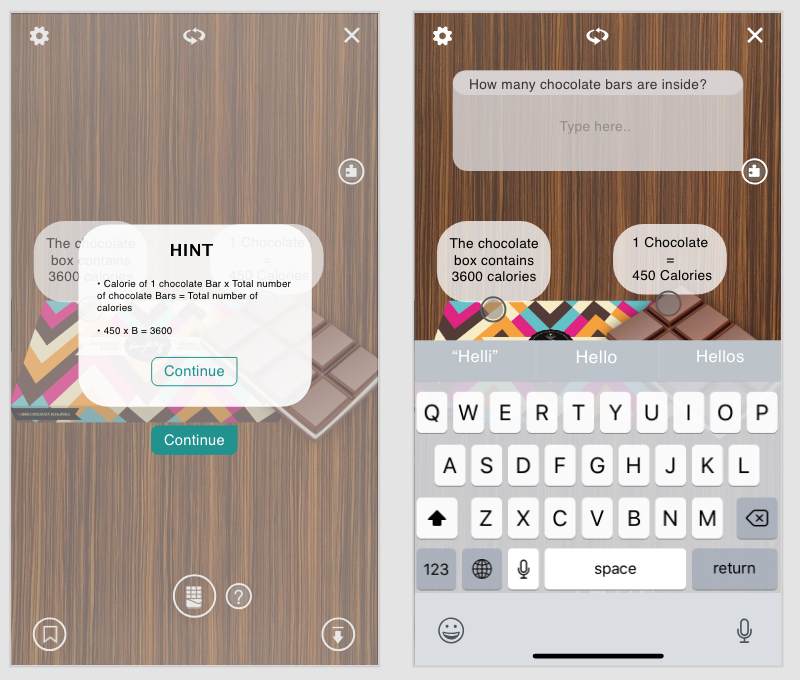 The chocolate
box contains
3600 calories
1 Chocolate
=
450 Calories
HINT
• Calorie of 1 chocolate Bar x Total number
of chocolate Bars = Total number of
calories
• 450 x B = 3600
Continue
Continue
?
How many chocolate bars are inside?
Type here..
The chocolate
box contains
3600 calories
1 Chocolate
=
450 Calories
“Helli” Hello Hellos
Q W E R T Y U I O P
A S D F G H J K L
Z X C V B N M
123 space return